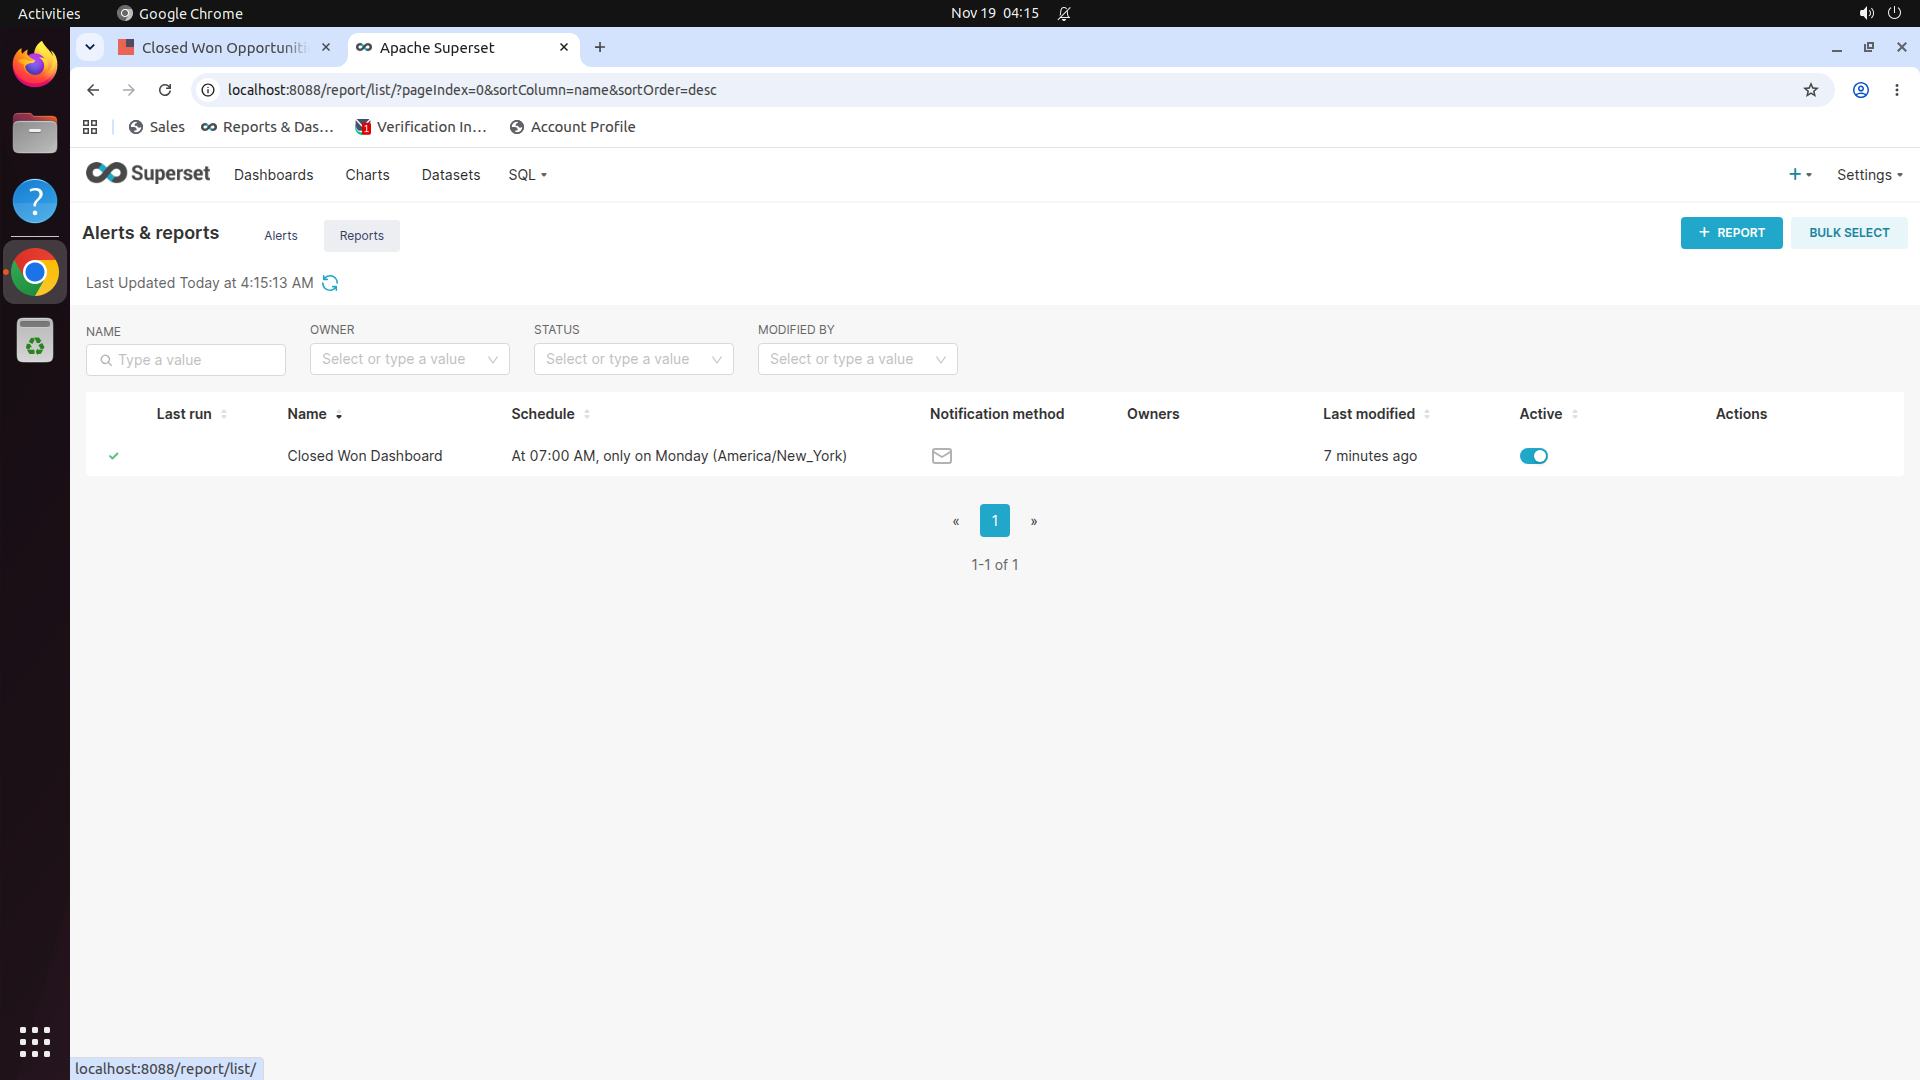 Activities
Google Chrome
Nov 19 04:15
Closed Won Opportuniti
Apache Superset
localhost:8088/report/list/?pageIndex=0&sortColumn=name&sortOrder=desc
Sales
Reports & Das...
Verification In...
Account Profile
Superset
Dashboards
Charts
Datasets
SQL
Settings
Alerts & reports
Alerts
Reports
+ REPORT
BULK SELECT
Last Updated Today at 4:15:13 AM
NAME
OWNER
STATUS
MODIFIED BY
Type a value
Select or type a value
Select or type a value
Select or type a value
Last run
Name
Schedule
Notification method
Owners
Last modified
Active
Actions
Closed Won Dashboard
At 07:00 AM, only on Monday (America/New_York)
7 minutes ago
« 1 »
1-1 of 1
localhost:8088/report/list/